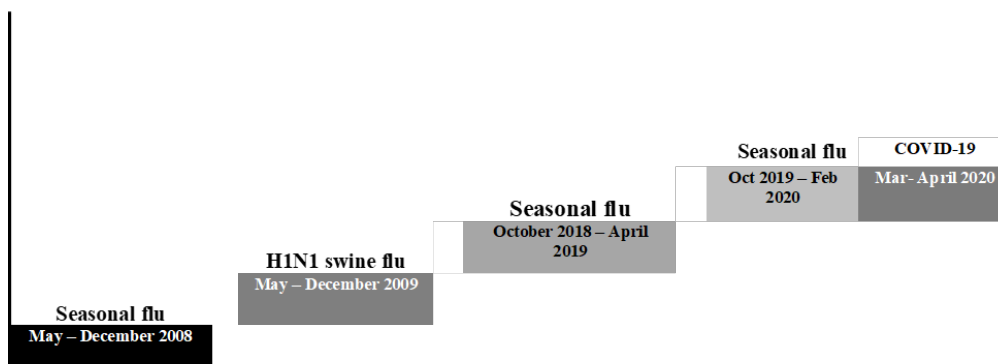 Seasonal flu
May – December 2008
H1N1 swine flu
May – December 2009
Seasonal flu
October 2018 – April
2019
Seasonal flu
Oct 2019 – Feb
2020
COVID-19
Mar- April 2020